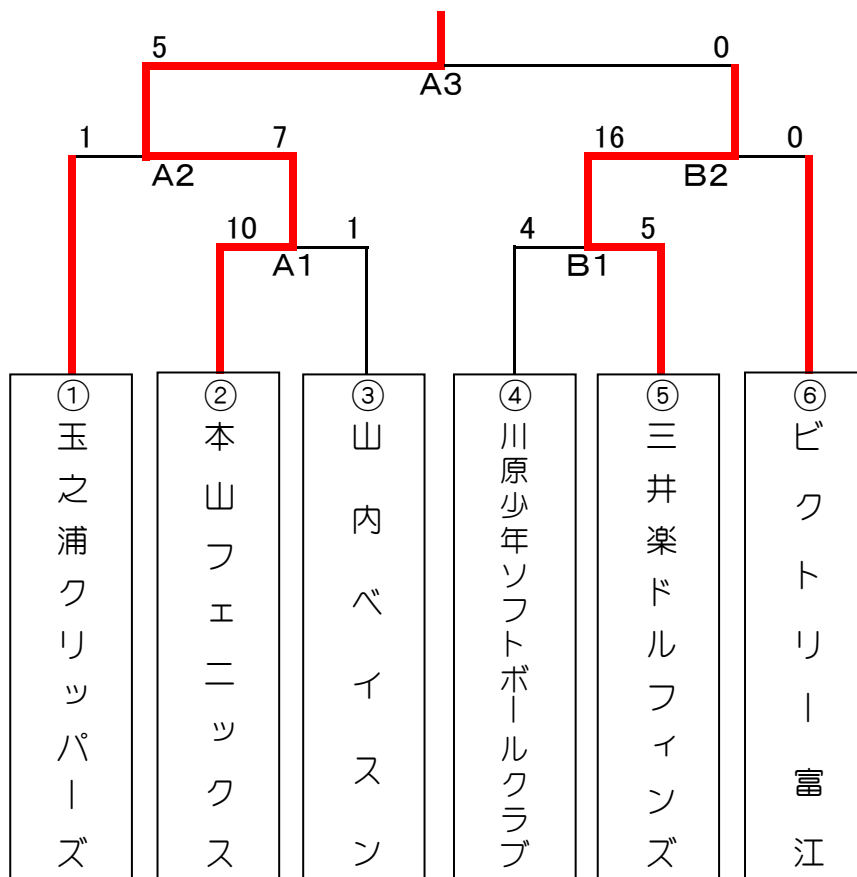 5 0
A3
1 7 16 0
A2 B2
10 1 4 5
A1 B1
① 玉之浦クリッパーズ
② 本山フェニックス
③ 山内ベイスン
④ 川原少年ソフトボールクラブ
⑤ 三井楽ドルフィンズ
⑥ ビクトリー富江